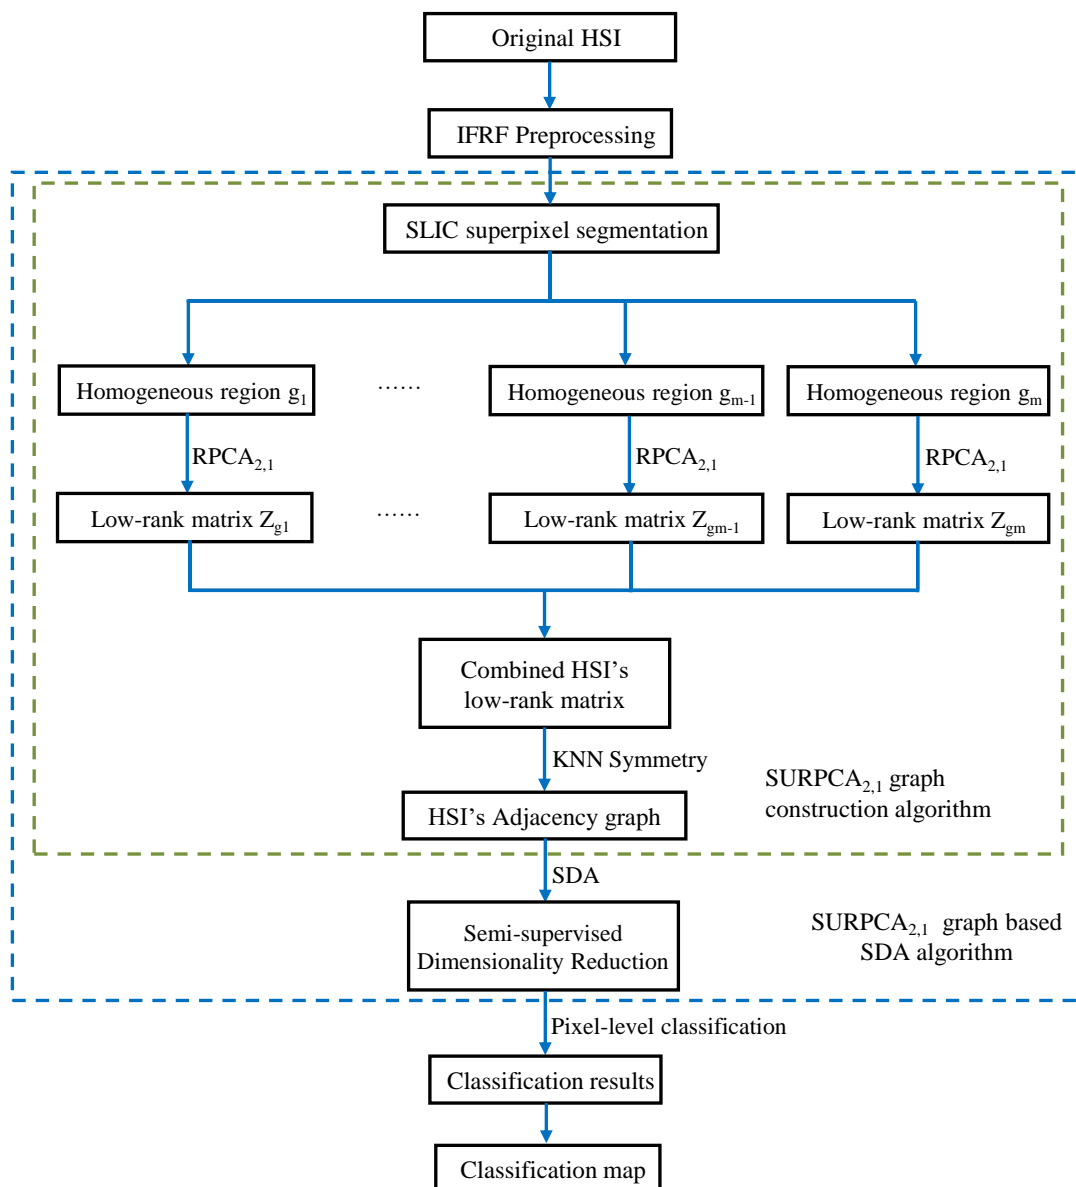 Original HSI
IFRF Preprocessing
SLIC superpixel segmentation
Homogeneous region g1
……
Homogeneous region gm-1
Homogeneous region gm
RPCA2,1
RPCA2,1
RPCA2,1
Low-rank matrix Zg1
……
Low-rank matrix Zgm-1
Low-rank matrix Zgm
Combined HSI’s
low-rank matrix
KNN Symmetry
SURPCA2,1 graph
construction algorithm
HSI’s Adjacency graph
SDA
Semi-supervised
Dimensionality Reduction
SURPCA2,1 graph based
SDA algorithm
Pixel-level classification
Classification results
Classification map